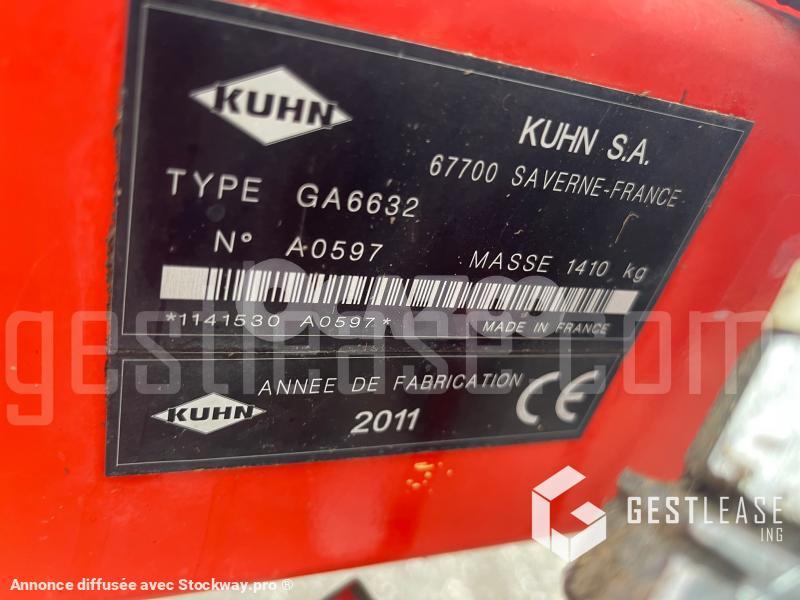 KUHN
KUHN S.A.
67700 SAVERNE-FRANCE
TYPE GA6632
N° A0597
MASSE 1410 kg
*1141530 A0597*
MADE IN FRANCE
KUHN
ANNEE DE FABRICATION
2011
CE
gestlease.com
GESTLEASE
ING
Annonce diffusée avec Stockway.pro ®